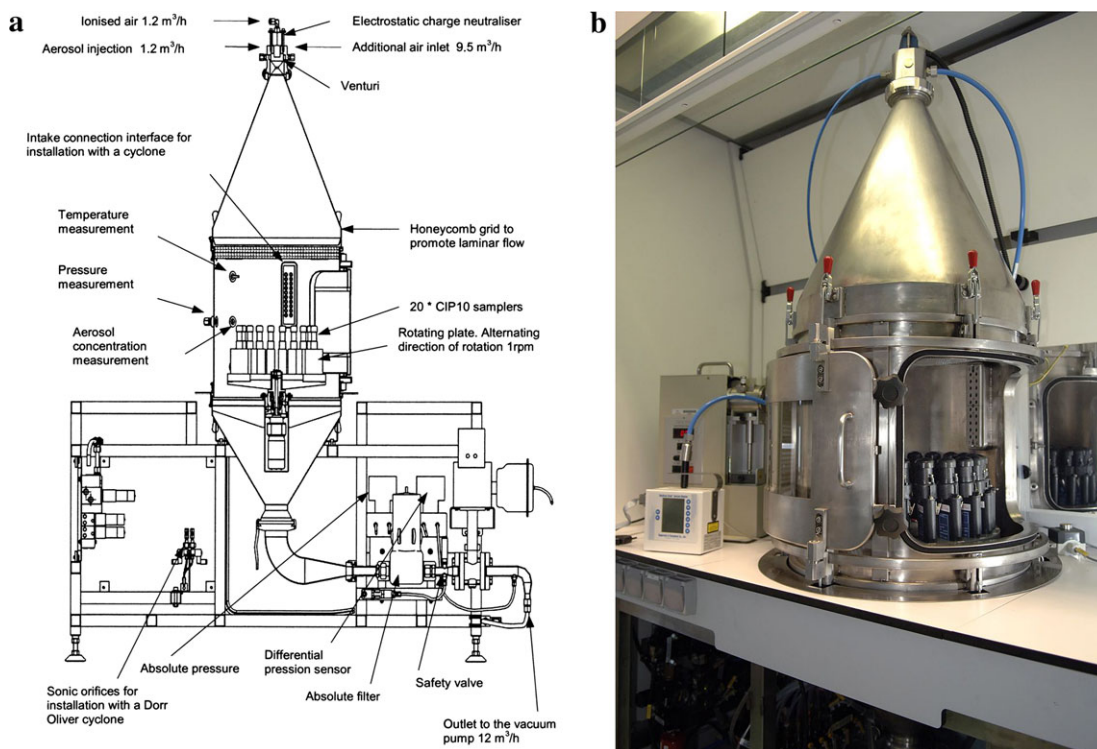 a
Ionised air 1.2 m³/h
Electrostatic charge neutraliser
Aerosol injection 1.2 m³/h
Additional air inlet 9.5 m³/h
Venturi
Intake connection interface for
installation with a cyclone
Temperature
measurement
Honeycomb grid to
promote laminar flow
Pressure
measurement
20 * CIP10 samplers
Aerosol
concentration
measurement
Rotating plate. Alternating
direction of rotation 1rpm
Absolute pressure
Differential
pression sensor
Safety valve
Sonic orifices for
installation with a Dorr
Oliver cyclone
Absolute filter
Outlet to the vacuum
pump 12 m³/h
b